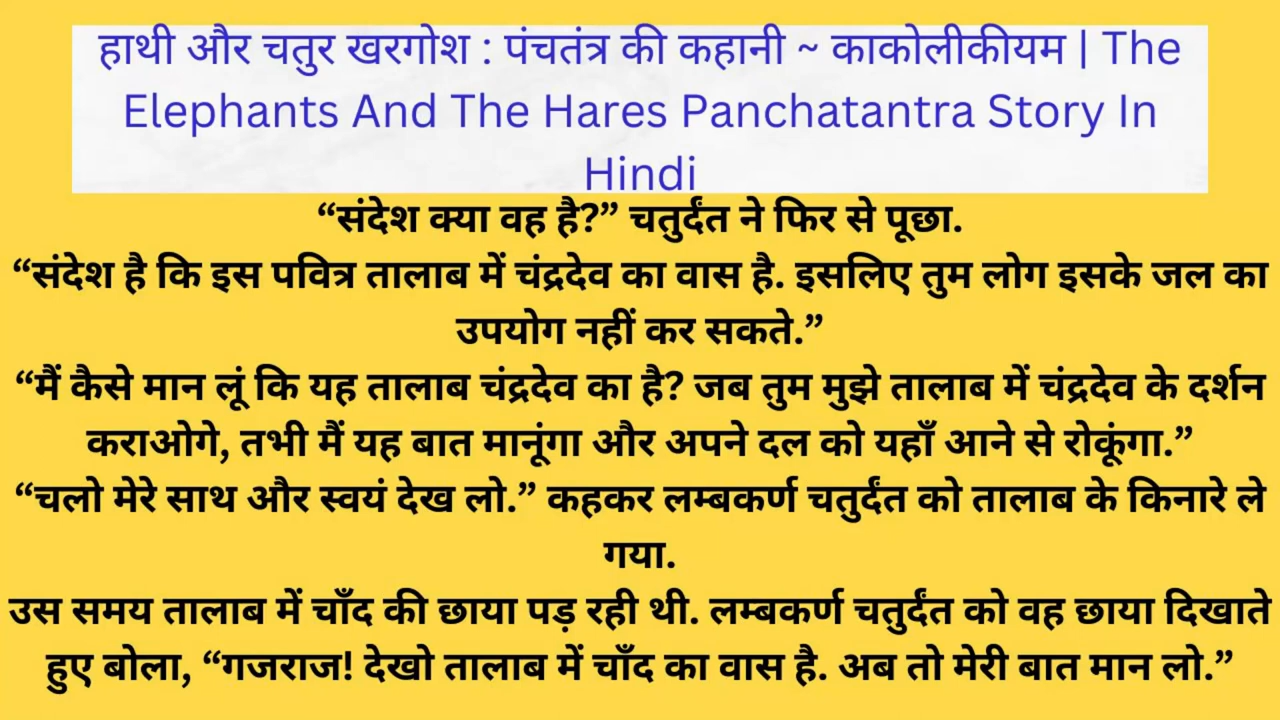 हाथी और चतुर खरगोश : पंचतंत्र की कहानी ~ काकोलीकीयम | The
Elephants And The Hares Panchatantra Story In
Hindi
“संदेश क्या वह है?” चतुर्दंत ने फिर से पूछा.
“संदेश है कि इस पवित्र तालाब में चंद्रदेव का वास है. इसलिए तुम लोग इसके जल का
उपयोग नहीं कर सकते.”
“मैं कैसे मान लूं कि यह तालाब चंद्रदेव का है? जब तुम मुझे तालाब में चंद्रदेव के दर्शन
कराओगे, तभी मैं यह बात मानूंगा और अपने दल को यहाँ आने से रोकूंगा.”
“चलो मेरे साथ और स्वयं देख लो.” कहकर लम्बकर्ण चतुर्दंत को तालाब के किनारे ले
गया.
उस समय तालाब में चाँद की छाया पड़ रही थी. लम्बकर्ण चतुर्दंत को वह छाया दिखाते
हुए बोला, “गजराज! देखो तालाब में चाँद का वास है. अब तो मेरी बात मान लो.”